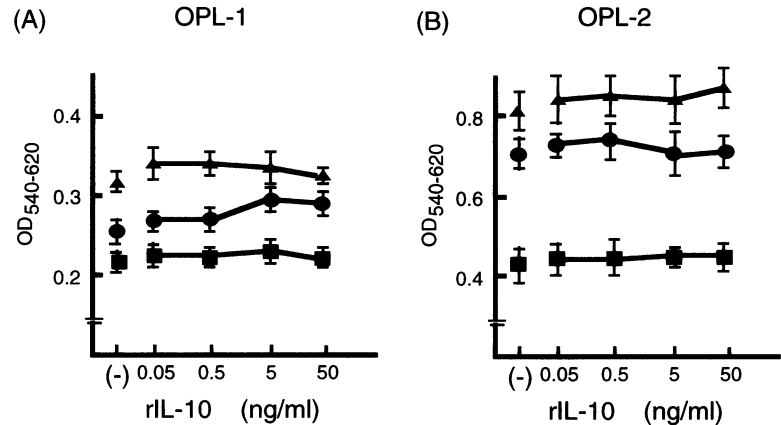 (A) OPL-1
0.4
0.3
0.2
OD540-620
(-) 0.05 0.5 5 50
rIL-10 (ng/ml)
(B) OPL-2
0.8
0.6
0.4
OD540-620
(-) 0.05 0.5 5 50
rIL-10 (ng/ml)